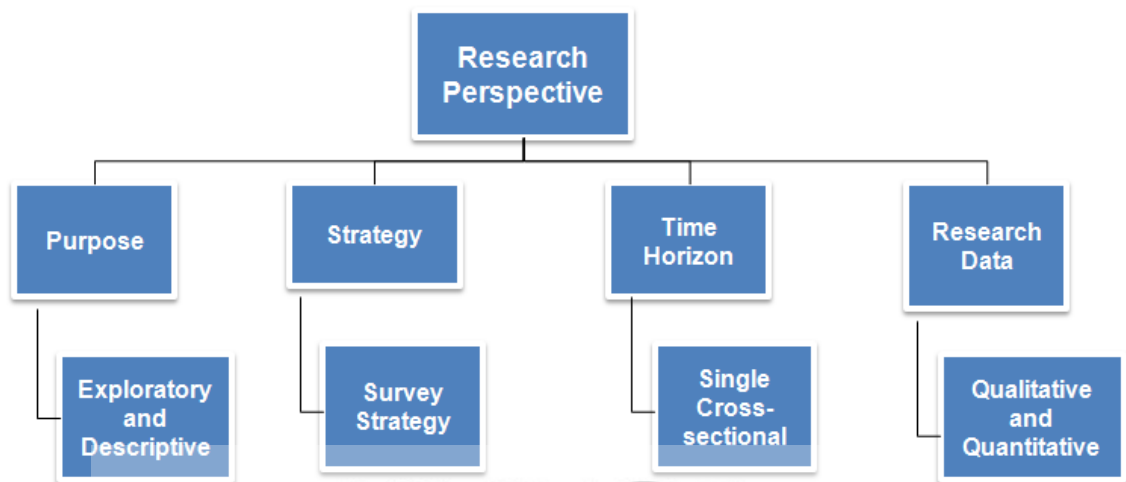 Research
Perspective
Purpose
Strategy
Time
Horizon
Research
Data
Exploratory
and
Descriptive
Survey
Strategy
Single
Cross-
sectional
Qualitative
and
Quantitative